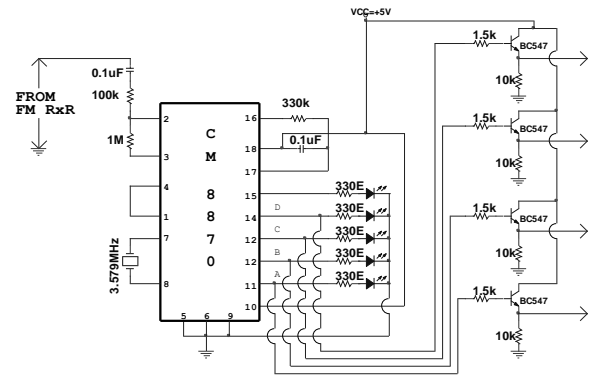 VCC=+5V
1.5k
BC547
10k
0.1uF
100k
FROM
FM RxR
1M
330k
0.1uF
2
3
4
1
7
8
C
M
8
8
7
0
16
18
17
15
14
12
12
11
10
5
6
9
3.579MHz
330E
D
330E
C
330E
B
330E
A
330E
1.5k
BC547
10k
1.5k
BC547
10k
1.5k
BC547
10k